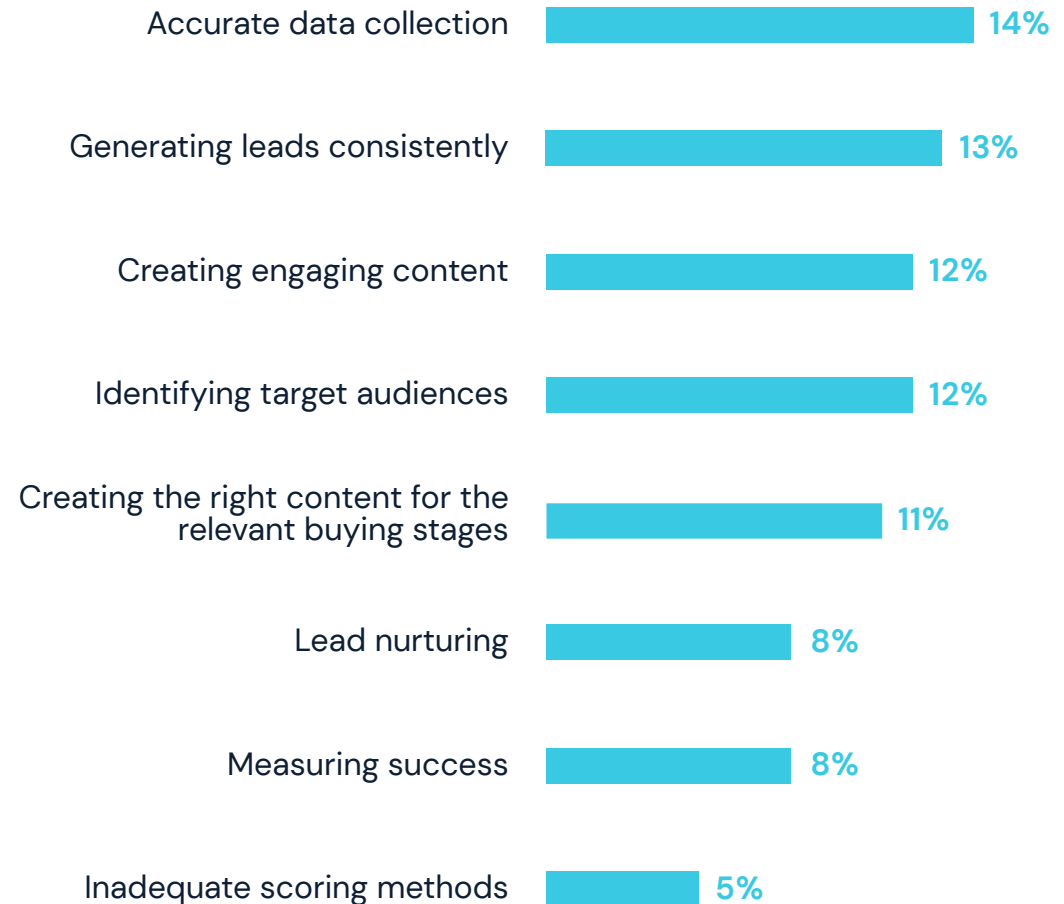 Accurate data collection 14%
Generating leads consistently 13%
Creating engaging content 12%
Identifying target audiences 12%
Creating the right content for the
relevant buying stages 11%
Lead nurturing 8%
Measuring success 8%
Inadequate scoring methods 5%